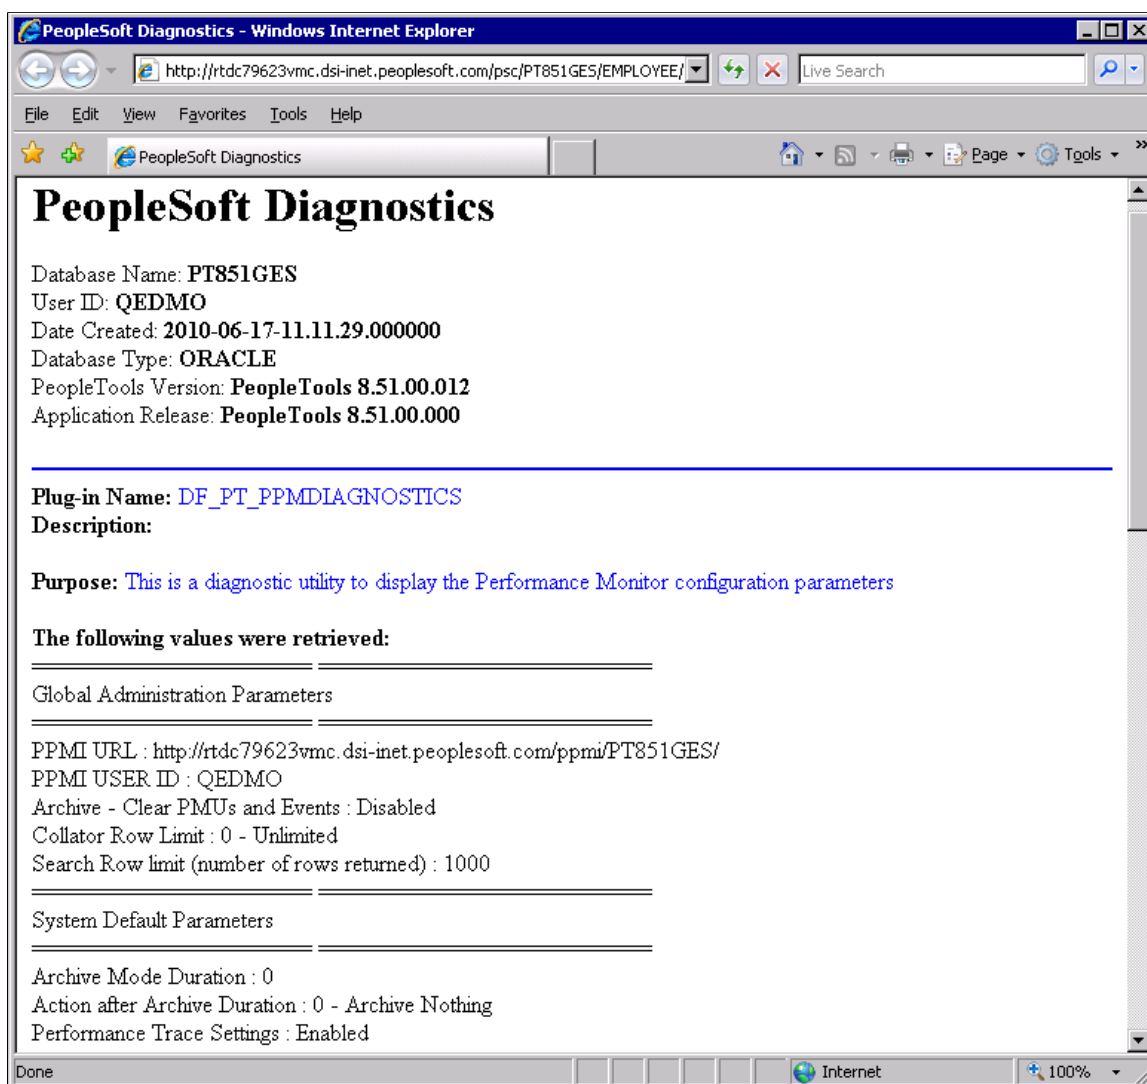 PeopleSoft Diagnostics - Windows Internet Explorer
http://rtdc79623vmc.dsi-inet.peoplesoft.com/psc/PT851GES/EMPLOYEE/
Live Search
File Edit View Favorites Tools Help
PeopleSoft Diagnostics
Page Tools
PeopleSoft Diagnostics
Database Name: PT851GES
User ID: QEDMO
Date Created: 2010-06-17-11.11.29.000000
Database Type: ORACLE
PeopleTools Version: PeopleTools 8.51.00.012
Application Release: PeopleTools 8.51.00.000
Plug-in Name: DF_PT_PPMDIAGNOSTICS
Description:
Purpose: This is a diagnostic utility to display the Performance Monitor configuration parameters
The following values were retrieved:
Global Administration Parameters
PPMI URL : http://rtdc79623vmc.dsi-inet.peoplesoft.com/ppmi/PT851GES/
PPMI USER ID : QEDMO
Archive - Clear PMUs and Events : Disabled
Collator Row Limit : 0 - Unlimited
Search Row limit (number of rows returned) : 1000
System Default Parameters
Archive Mode Duration : 0
Action after Archive Duration : 0 - Archive Nothing
Performance Trace Settings : Enabled
Done
Internet
100%